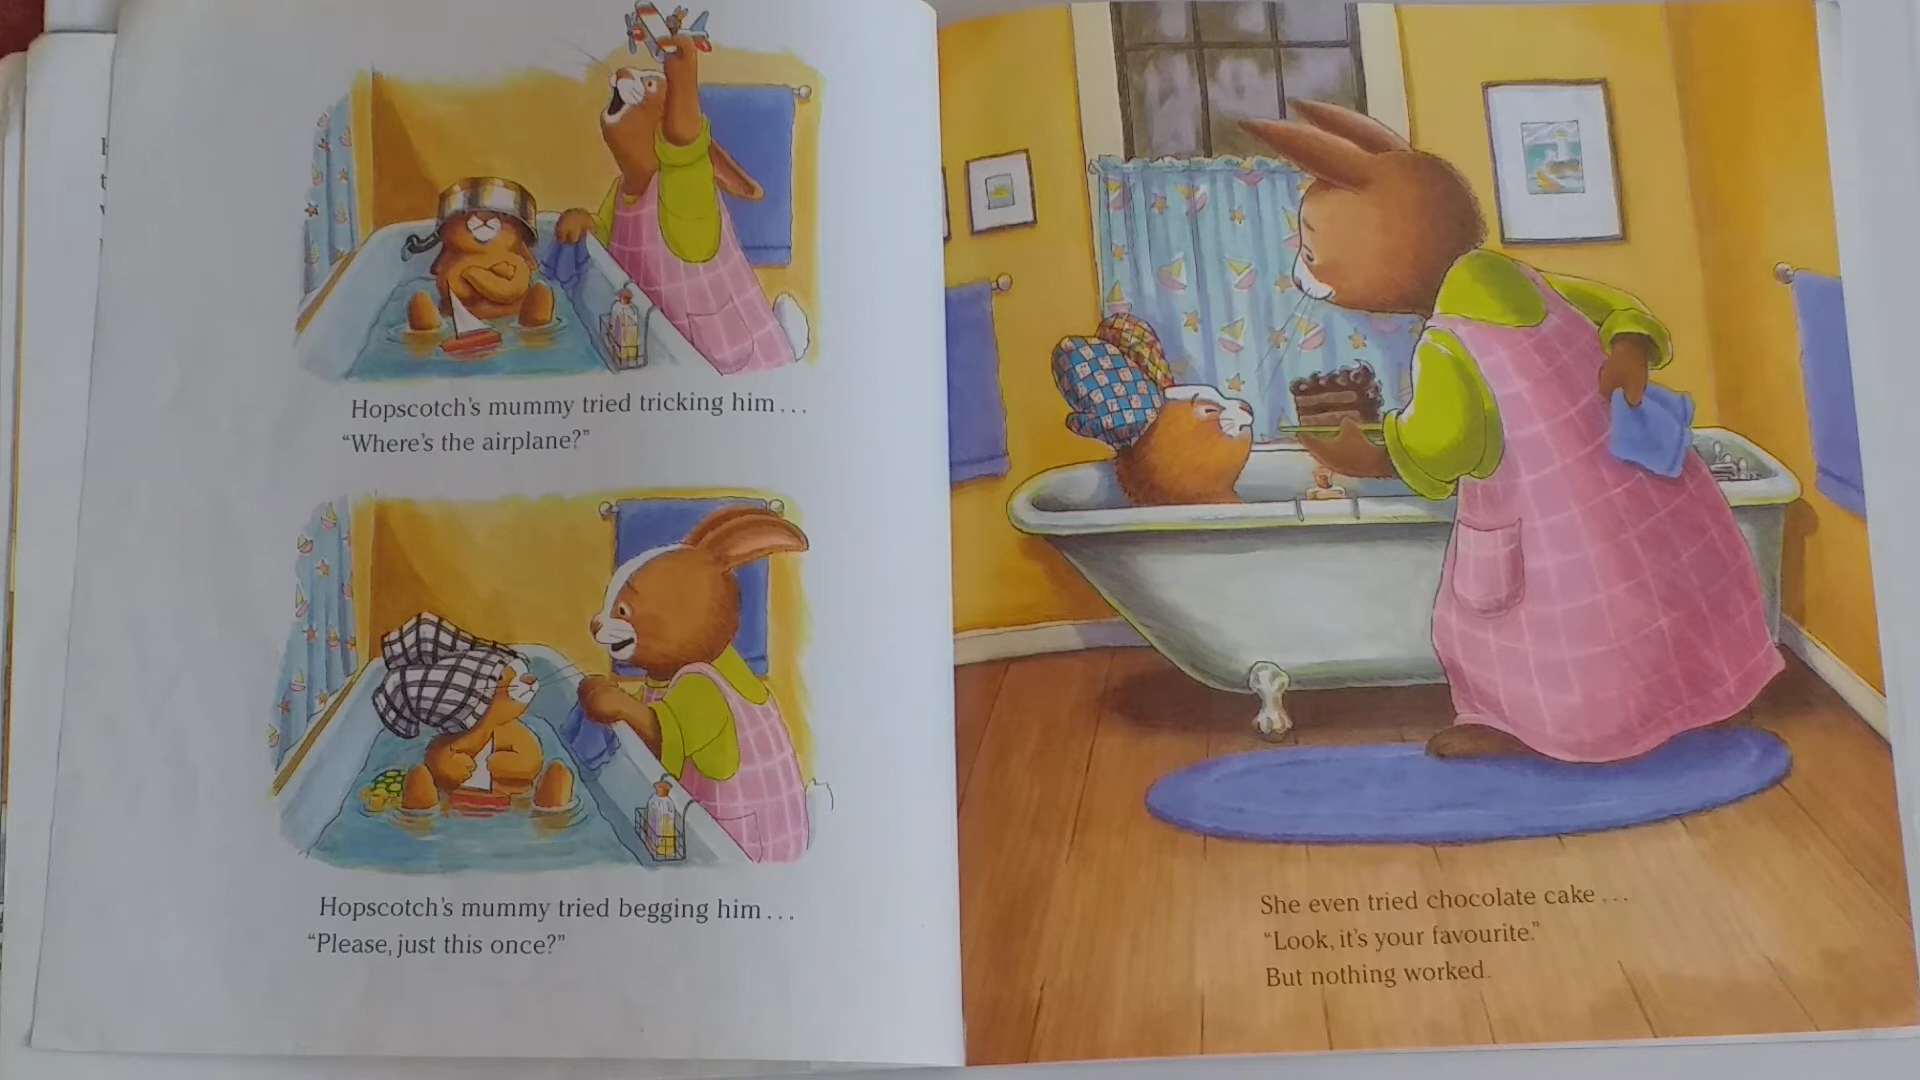 Hopscotch's mummy tried tricking him...
"Where's the airplane?"
Hopscotch's mummy tried begging him...
"Please, just this once?"
She even tried chocolate cake...
"Look, it's your favourite."
But nothing worked.